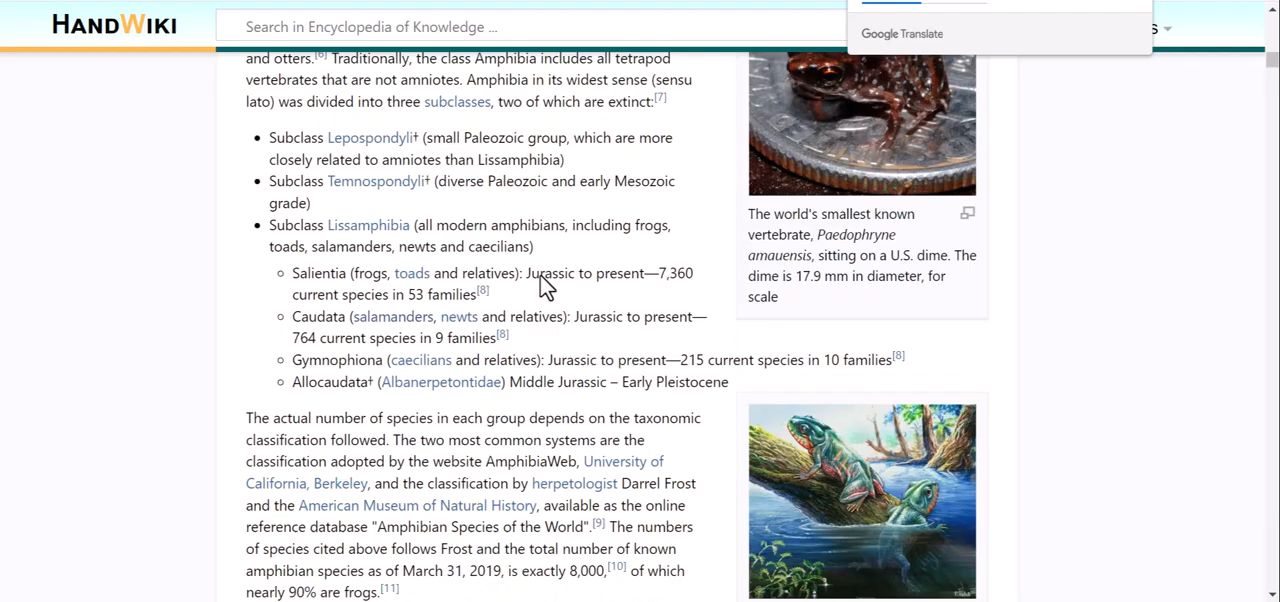 HANDWIKI
Search in Encyclopedia of Knowledge ...
Google Translate
s
and others.[6] Traditionally, the class Amphibia includes all tetrapod
vertebrates that are not amniotes. Amphibia in its widest sense (sensu
lato) was divided into three subclasses, two of which are extinct:[7]
• Subclass Lepospondyli† (small Paleozoic group, which are more
closely related to amniotes than Lissamphibia)
• Subclass Temnospondyli† (diverse Paleozoic and early Mesozoic
grade)
• Subclass Lissamphibia (all modern amphibians, including frogs,
toads, salamanders, newts and caecilians)
◦ Salientia (frogs, toads and relatives): Jurassic to present—7,360
current species in 53 families[8]
◦ Caudata (salamanders, newts and relatives): Jurassic to present—
764 current species in 9 families[8]
◦ Gymnophiona (caecilians and relatives): Jurassic to present—215 current species in 10 families[8]
◦ Allocaudata† (Albanerpetontidae) Middle Jurassic – Early Pleistocene
The actual number of species in each group depends on the taxonomic
classification followed. The two most common systems are the
classification adopted by the website AmphibiaWeb, University of
California, Berkeley, and the classification by herpetologist Darrel Frost
and the American Museum of Natural History, available as the online
reference database "Amphibian Species of the World".[9] The numbers
of species cited above follows Frost and the total number of known
amphibian species as of March 31, 2019, is exactly 8,000,[10] of which
nearly 90% are frogs.[11]
The world's smallest known
vertebrate, Paedophryne
amauensis, sitting on a U.S. dime. The
dime is 17.9 mm in diameter, for
scale